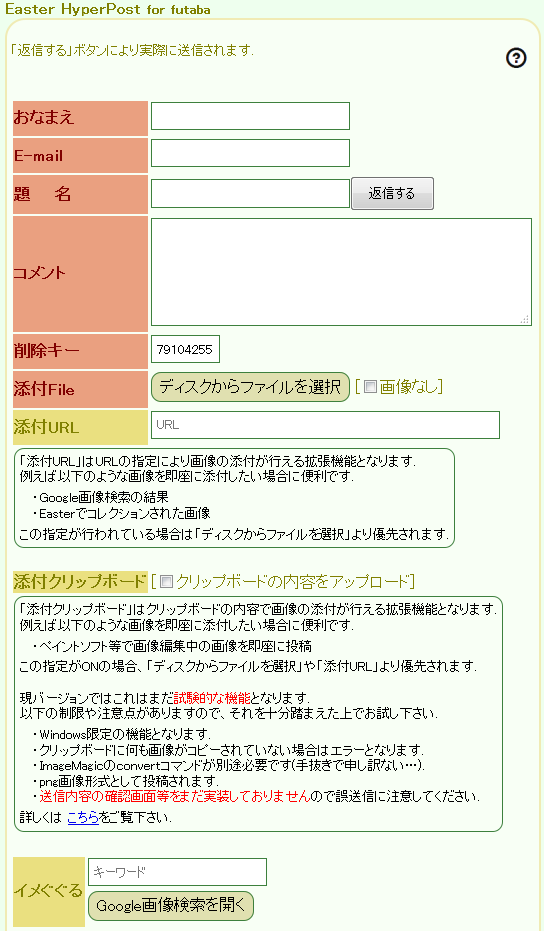 Easter HyperPost for futaba
「返信する」ボタンにより実際に送信されます.
?
おなまえ
E-mail
題　名
返信する
コメント
削除キー
79104255
添付File
ディスクからファイルを選択 [画像なし]
添付URL
URL
「添付URL」はURLの指定により画像の添付が行える拡張機能となります.
例えば以下のような画像を即座に添付したい場合に便利です.
・Google画像検索の結果
・Easterでコレクションされた画像
この指定が行われている場合は「ディスクからファイルを選択」より優先されます.
添付クリップボード [クリップボードの内容をアップロード]
「添付クリップボード」はクリップボードの内容で画像の添付が行える拡張機能となります.
例えば以下のような画像を即座に添付したい場合に便利です.
・ペイントソフト等で画像編集中の画像を即座に投稿
この指定がONの場合、「ディスクからファイルを選択」や「添付URL」より優先されます.
現バージョンではこれはまだ試験的な機能となります.
以下の制限や注意点がありますので、それを十分踏まえた上でお試し下さい.
・Windows限定の機能となります.
・クリップボードに何も画像がコピーされていない場合はエラーとなります.
・ImageMagicのconvertコマンドが別途必要です(手抜きで申し訳ない…).
・png画像形式として投稿されます.
・送信内容の確認画面等をまだ実装しておりませんので誤送信に注意してください.
詳しくは こちらをご覧下さい.
イメぐぐる
キーワード
Google画像検索を開く